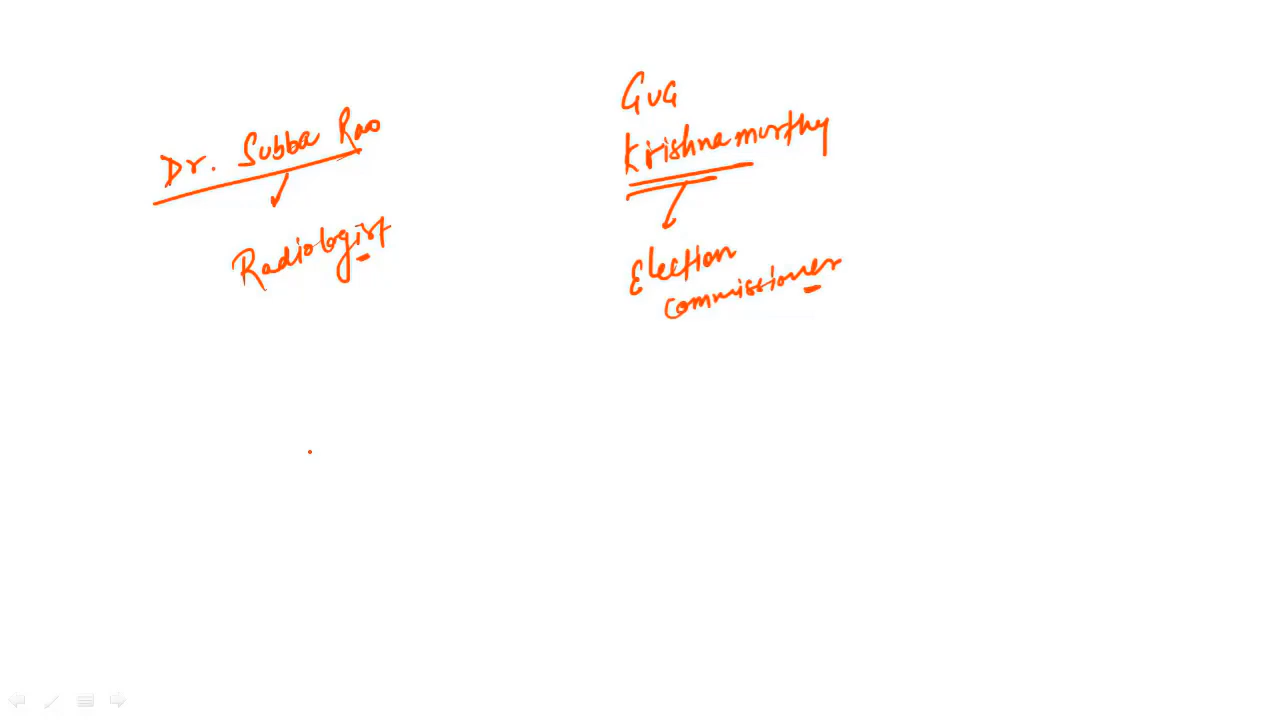 Dr. Subba Rao
Radiologist
GVG
Krishnamurthy
Election
Commissioner